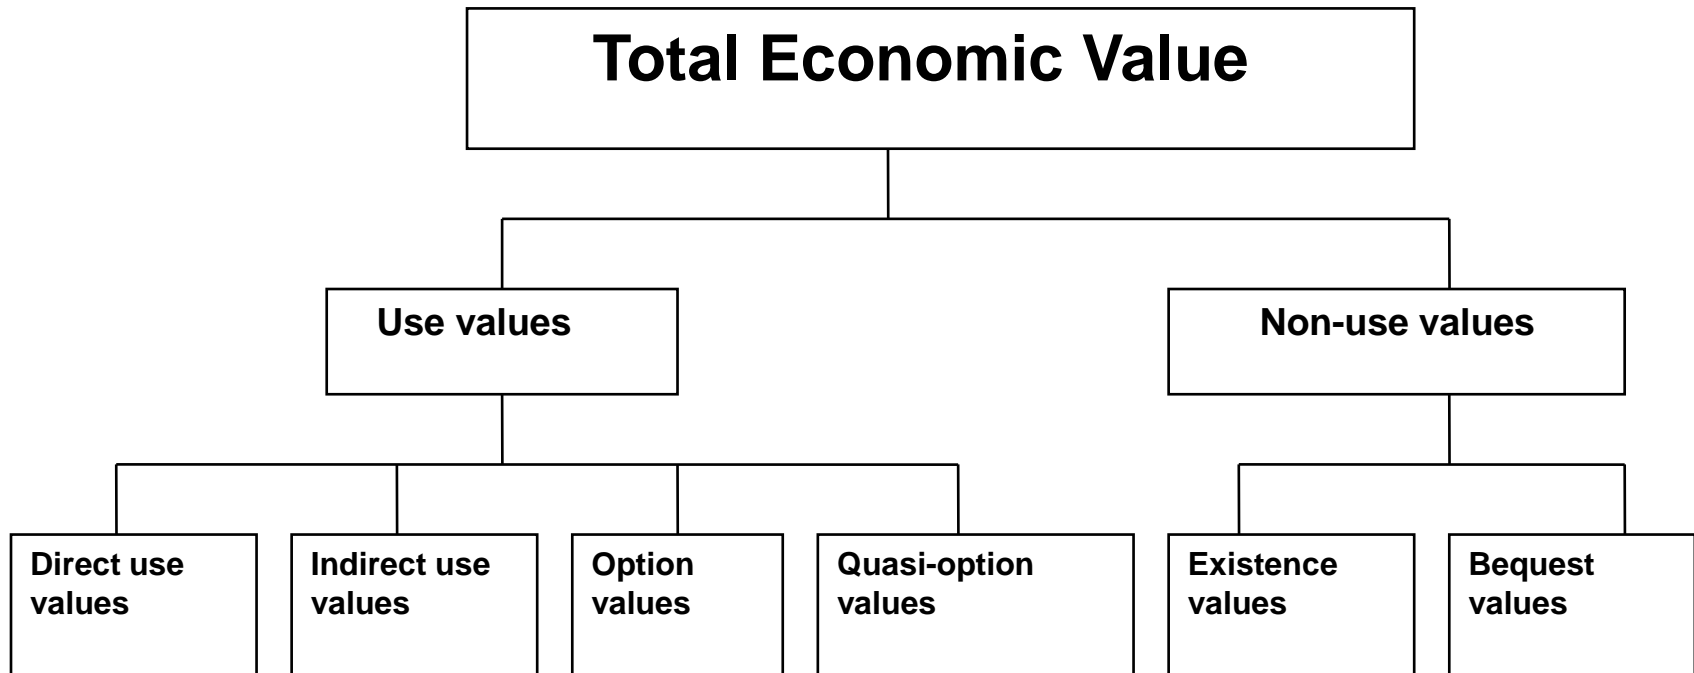 Total Economic Value
Use values
Non-use values
Direct use
values
Indirect use
values
Option
values
Quasi-option
values
Existence
values
Bequest
values